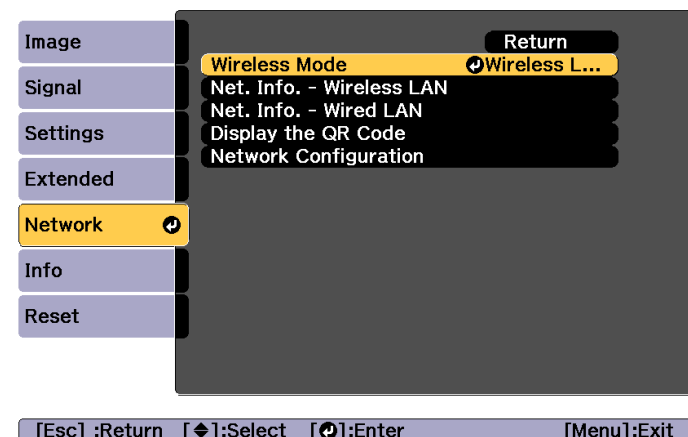 Image
Signal
Settings
Extended
Network
Info
Reset
Return
Wireless Mode Wireless L...
Net. Info. - Wireless LAN
Net. Info. - Wired LAN
Display the QR Code
Network Configuration
[Esc] :Return [◆]:Select [↵]:Enter [Menu]:Exit